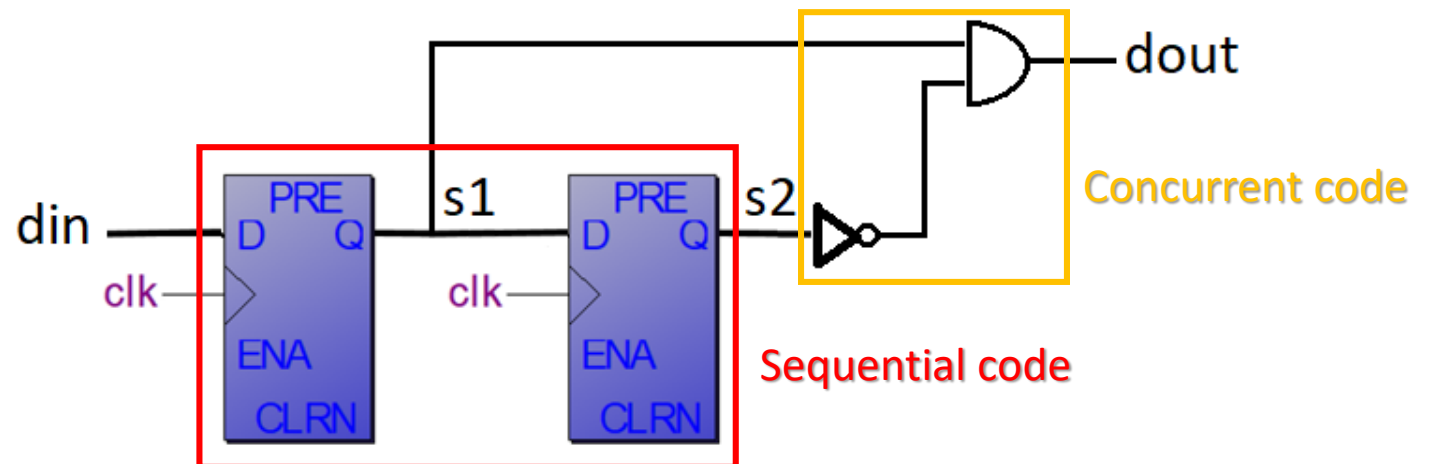 dout
Concurrent code
PRE
s1
PRE
s2
din
D
Q
D
Q
clk
clk
ENA
ENA
Sequential code
CLRN
CLRN